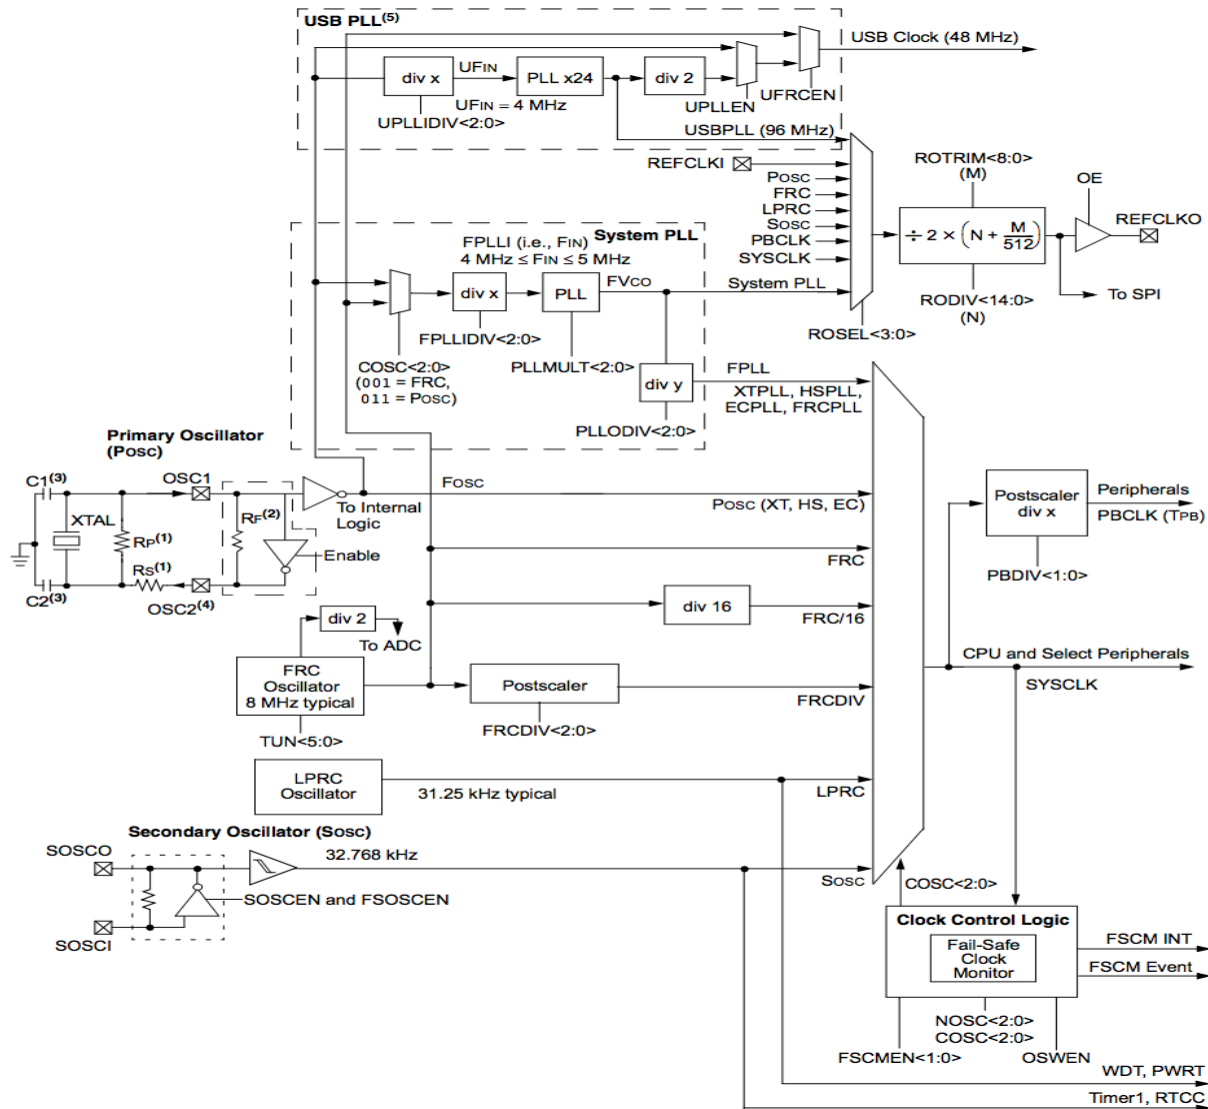 USB PLL(5)
USB Clock (48 MHz)
div x
UFIN
PLL x24
div 2
UFIN = 4 MHz
UPLLEN
UFRCEN
UPLLIDIV<2:0>
USBPLL (96 MHz)
REFCLKI
POSC
FRC
LPRC
SOSC
PBCLK
SYSCLK
System PLL
ROTRIM<8:0>
(M)
OE
REFCLKO
÷ 2 × (N + M/512)
RODIV<14:0>
(N)
To SPI
ROSEL<3:0>
System PLL
FPLLI (i.e., FIN)
4 MHz ≤ FIN ≤ 5 MHz
div x
PLL
FVCO
FPLLIDIV<2:0>
COSC<2:0>
(001 = FRC,
011 = POSC)
PLLMULT<2:0>
div y
PLLODIV<2:0>
FPLL
XTPLL, HSPLL,
ECPLL, FRCPLL
Primary Oscillator
(POSC)
C1(3)
OSC1
XTAL
RP(1)
RF(2)
RS(1)
C2(3)
OSC2(4)
Enable
To Internal
Logic
FOSC
POSC (XT, HS, EC)
FRC
div 16
FRC/16
div 2
To ADC
FRC
Oscillator
8 MHz typical
TUN<5:0>
Postscaler
FRCDIV<2:0>
FRCDIV
Postscaler
div x
Peripherals
PBCLK (TPB)
PBDIV<1:0>
CPU and Select Peripherals
SYSCLK
LPRC
Oscillator
31.25 kHz typical
LPRC
Secondary Oscillator (SOSC)
SOSCO
32.768 kHz
SOSCEN and FSOSCEN
SOSCI
SOSC
COSC<2:0>
Clock Control Logic
Fail-Safe
Clock
Monitor
FSCM INT
FSCM Event
NOSC<2:0>
COSC<2:0>
FSCMEN<1:0>
OSWEN
WDT, PWRT
Timer1, RTCC